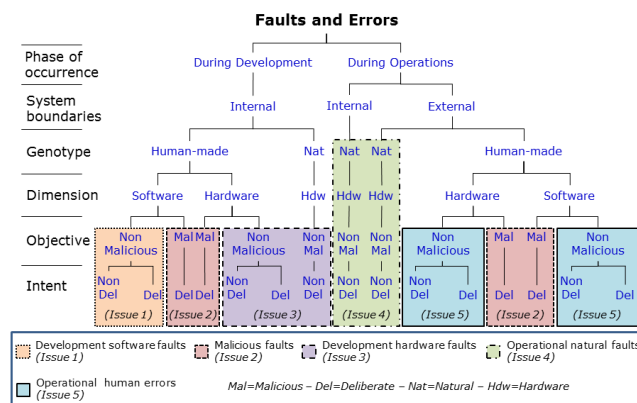 Faults and Errors
Phase of
occurrence
During Development
During Operations
System
boundaries
Internal
Internal
External
Genotype
Human-made
Nat
Nat
Nat
Human-made
Dimension
Software
Hardware
Hdw
Hdw
Hdw
Hardware
Software
Objective
Non
Malicious
Mal
Mal
Non
Malicious
Non
Mal
Non
Mal
Non
Mal
Non
Malicious
Mal
Mal
Non
Malicious
Intent
Non
Del
Del
Del
Del
Non
Del
Del
Non
Del
Non
Del
Non
Del
Non
Del
Del
Del
Del
Non
Del
Del
(Issue 1)
(Issue 2)
(Issue 3)
(Issue 4)
(Issue 5)
(Issue 2)
(Issue 5)
Development software faults
(Issue 1)
Malicious faults
(Issue 2)
Development hardware faults
(Issue 3)
Operational natural faults
(Issue 4)
Operational human errors
(Issue 5)
Mal=Malicious – Del=Deliberate – Nat=Natural – Hdw=Hardware